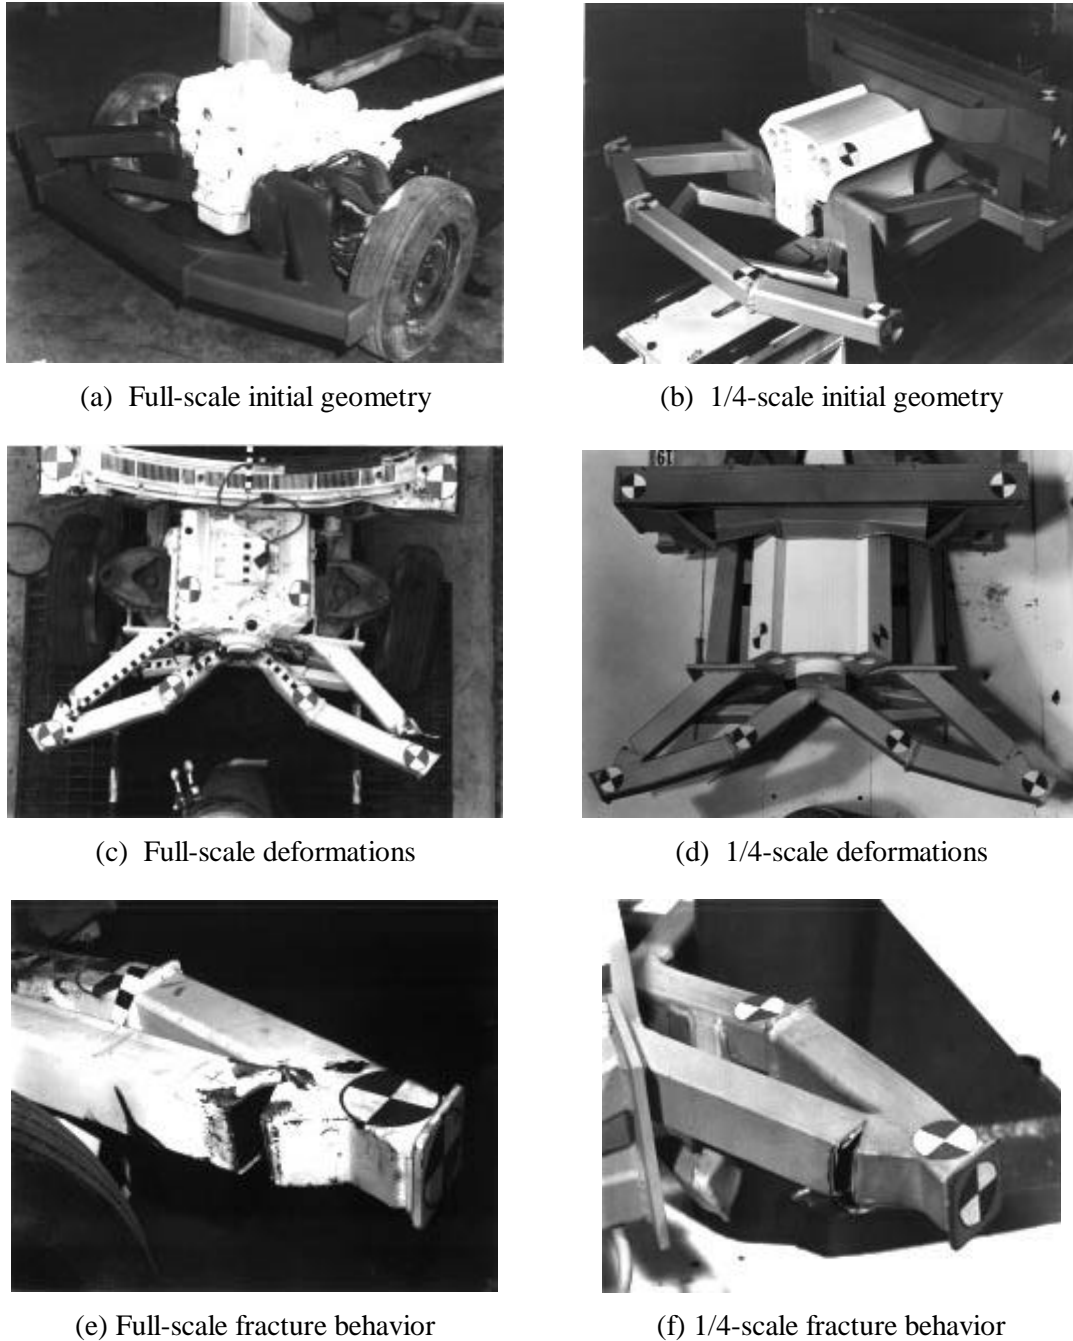 (a) Full-scale initial geometry
(b) 1/4-scale initial geometry
19
(c) Full-scale deformations
(d) 1/4-scale deformations
(e) Full-scale fracture behavior
(f) 1/4-scale fracture behavior